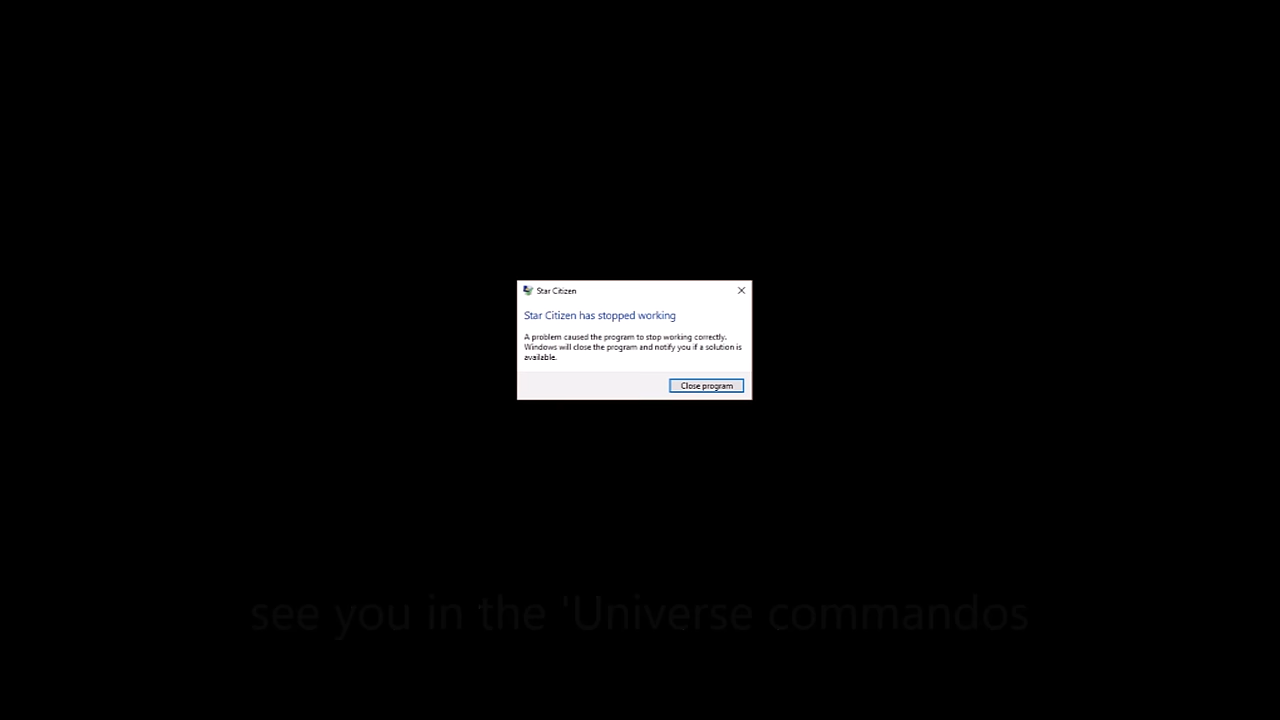 Star Citizen
Star Citizen has stopped working
A problem caused the program to stop working correctly.
Windows will close the program and notify you if a solution is
available.
Close program
see you in the 'Universe commandos